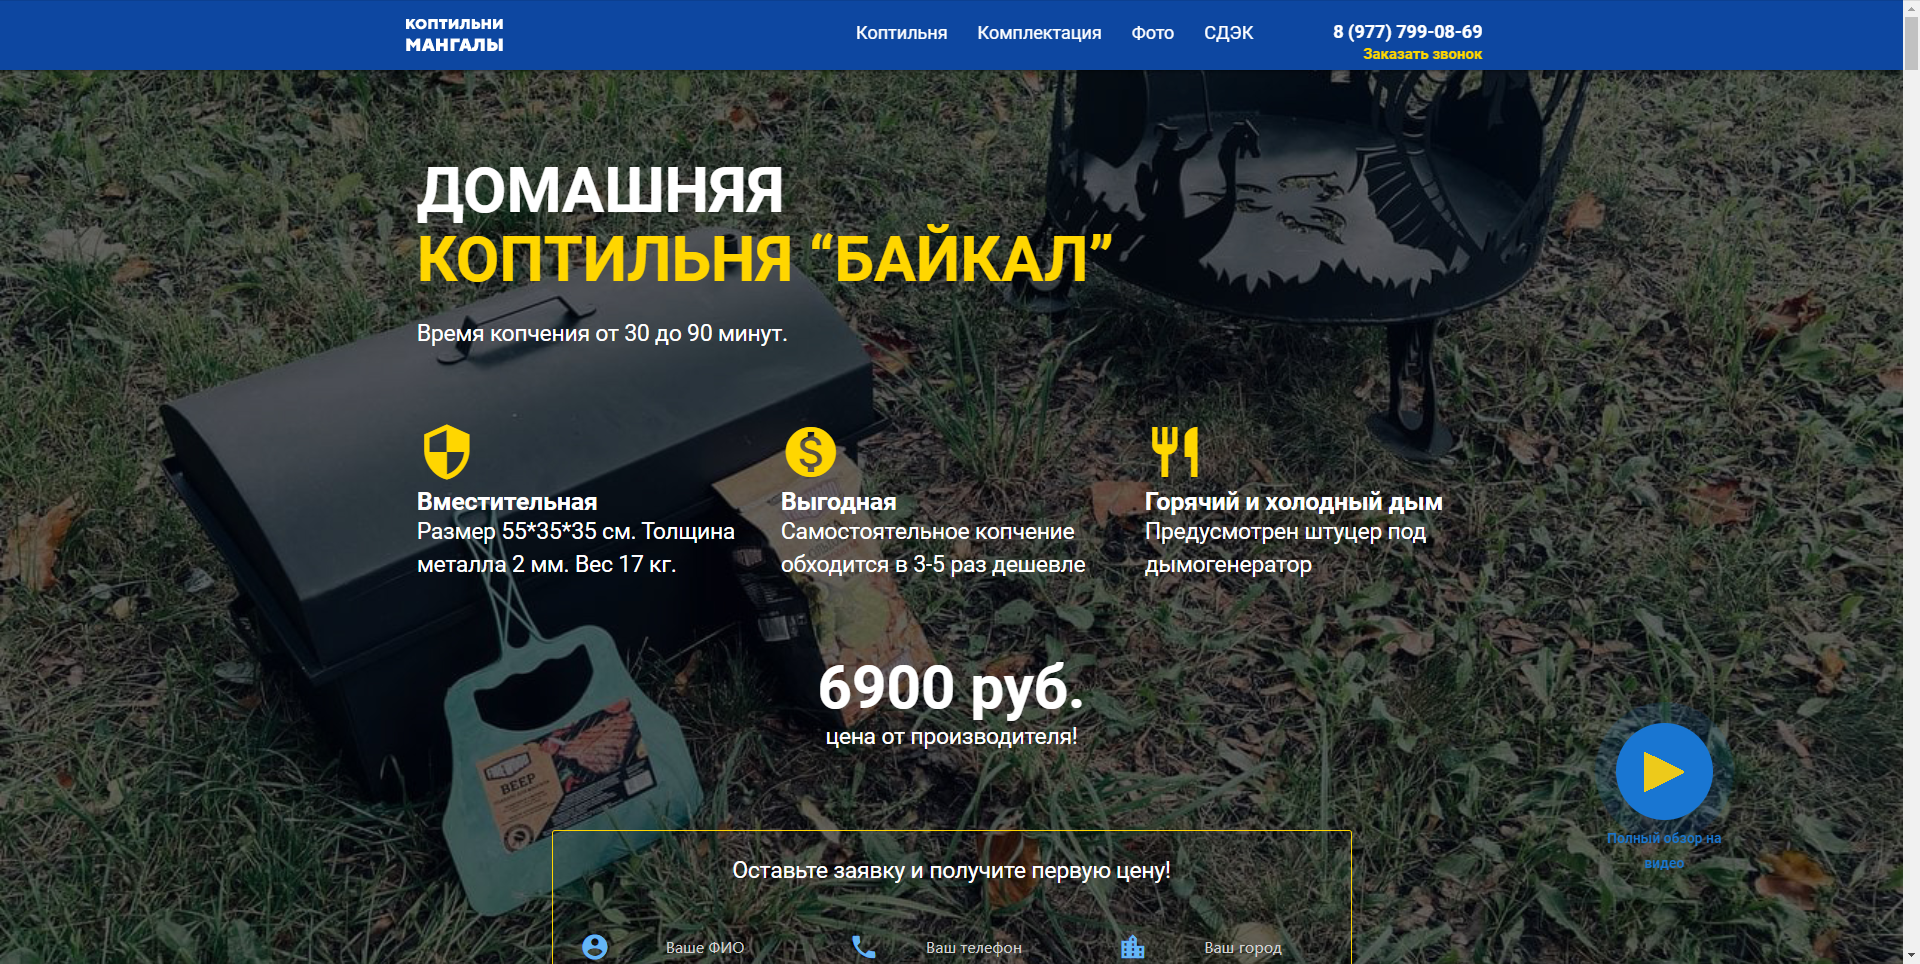 КОПТИЛЬНИ
МАНГАЛЫ
Коптильня
Комплектация
Фото
СДЭК
8 (977) 799-08-69
Заказать звонок
ДОМАШНЯЯ
КОПТИЛЬНЯ “БАЙКАЛ”
Время копчения от 30 до 90 минут.
Вместительная
Размер 55*35*35 см. Толщина
металла 2 мм. Вес 17 кг.
Выгодная
Самостоятельное копчение
обходится в 3-5 раз дешевле
Горячий и холодный дым
Предусмотрен штуцер под
дымогенератор
6900 руб.
цена от производителя!
BEEF
Полный обзор на
видео
Оставьте заявку и получите первую цену!
Ваше ФИО
Ваш телефон
Ваш город